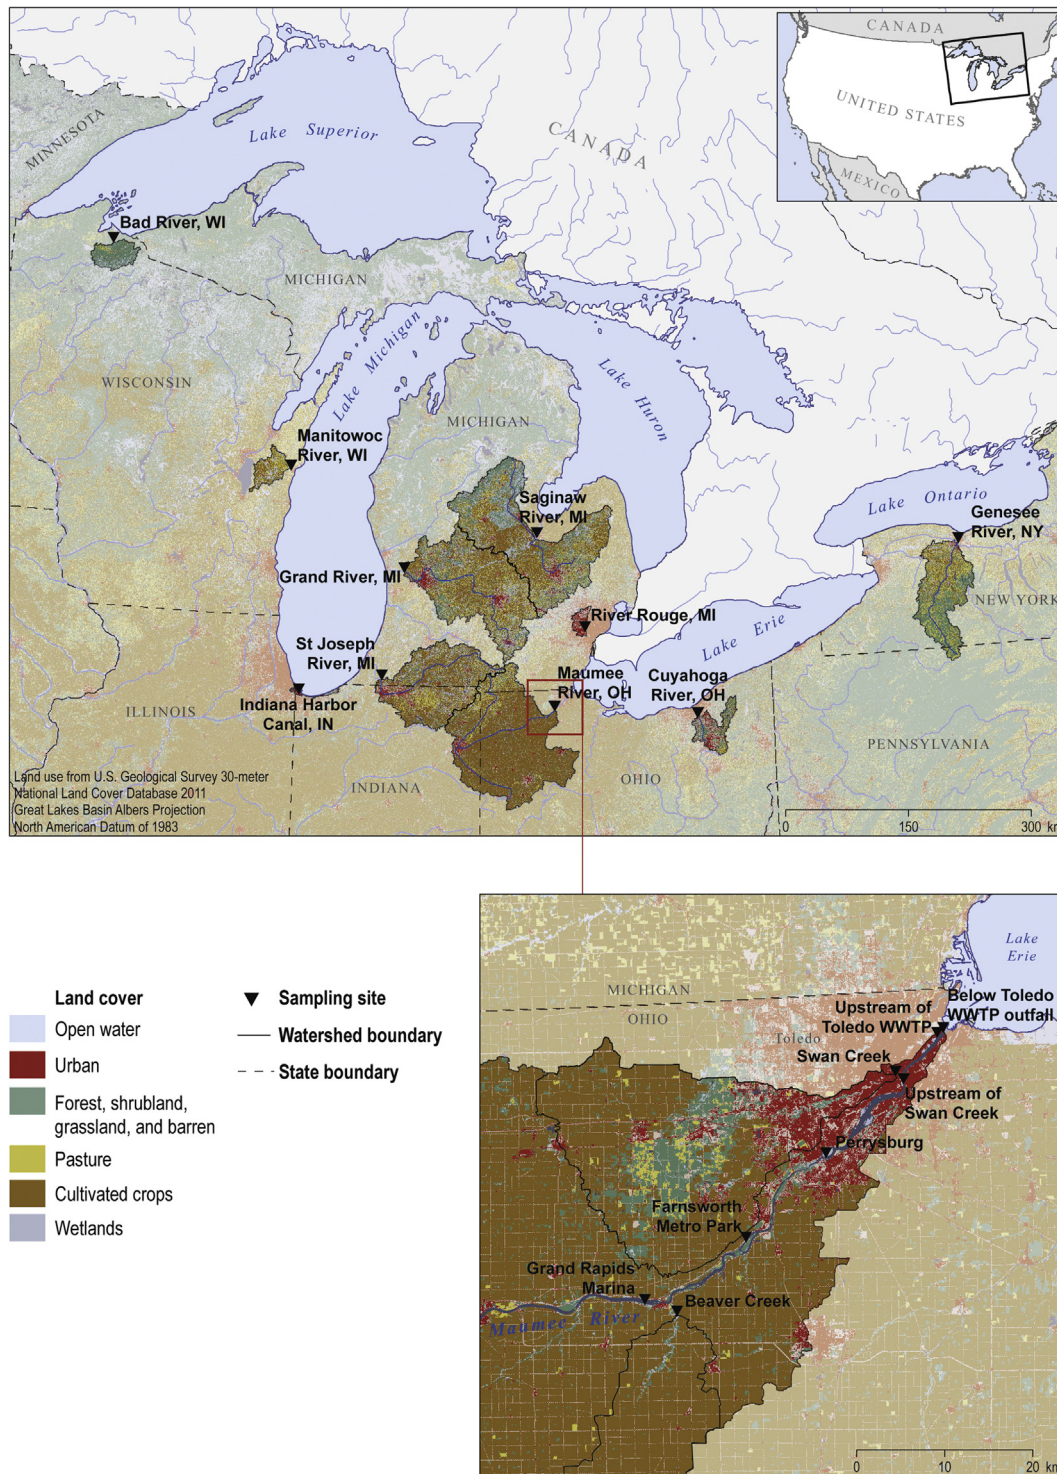 CANADA
UNITED STATES
MEXICO
MINNESOTA
Lake Superior
CANADA
Bad River, WI
MICHIGAN
WISCONSIN
Lake Michigan
MICHIGAN
Lake Huron
Manitowoc
River, WI
Saginaw
River, MI
Lake Ontario
Genesee
River, NY
Grand River, MI
NEW YORK
River Rouge, MI
St Joseph
River, MI
Lake Erie
Maumee
River, OH
Cuyahoga
River, OH
Indiana Harbor
Canal, IN
ILLINOIS
INDIANA
OHIO
PENNSYLVANIA
Land use from U.S. Geological Survey 30-meter
National Land Cover Database 2011
Great Lakes Basin Albers Projection
North American Datum of 1983
0 150 300 km
Land cover
Open water
Urban
Forest, shrubland,
grassland, and barren
Pasture
Cultivated crops
Wetlands
Sampling site
Watershed boundary
State boundary
Lake
Erie
MICHIGAN
OHIO
Toledo
Upstream of
Toledo WWTP
Below Toledo
WWTP outfall
Swan Creek
Upstream of
Swan Creek
Perrysburg
Farnsworth
Metro Park
Grand Rapids
Marina
Beaver Creek
Maumee River
0 10 20 km